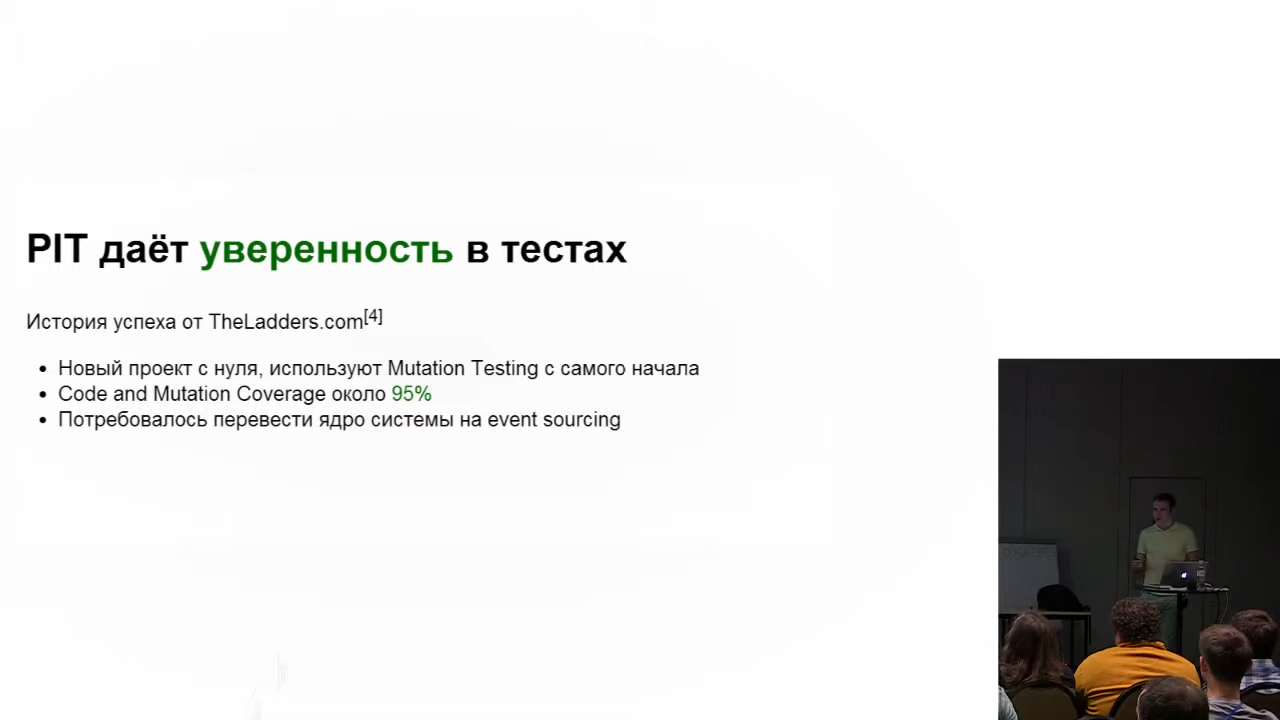 PIT даёт уверенность в тестах
История успеха от TheLadders.com[4]
Новый проект с нуля, используют Mutation Testing с самого начала
Code and Mutation Coverage около 95%
Потребовалось перевести ядро системы на event sourcing